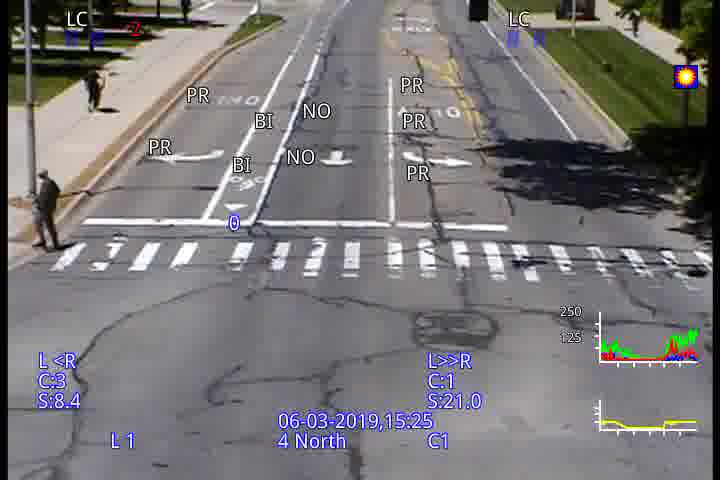 LC
LC
Z
PR
PR
BI
NO
PR
PR
BI
NO
PR
0
250
125
L <R
C:3
S:8.4
L>>R
C:1
S:21.0
06-03-2019,15:25
L 1
4 North
C1